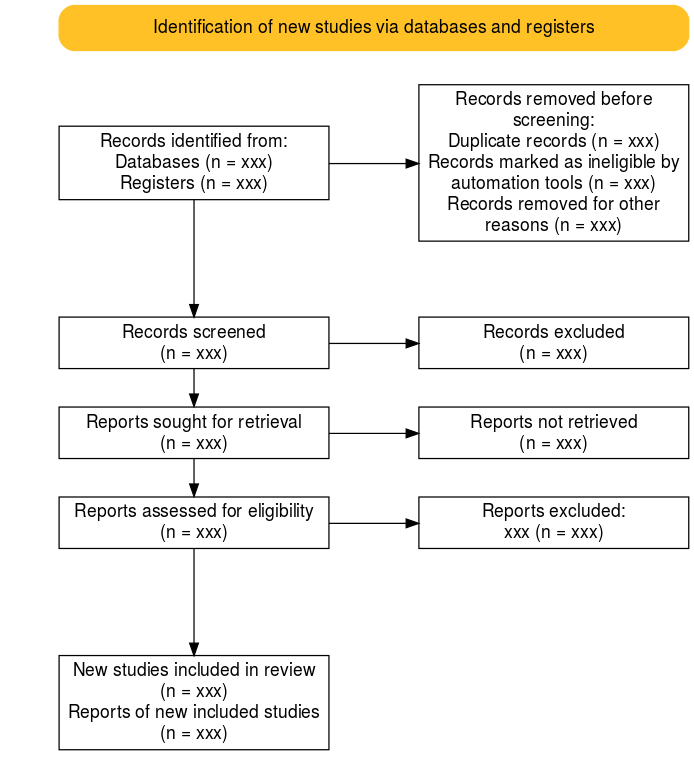 Identification of new studies via databases and registers
Records identified from:
Databases (n = xxx)
Registers (n = xxx)
Records removed before
screening:
Duplicate records (n = xxx)
Records marked as ineligible by
automation tools (n = xxx)
Records removed for other
reasons (n = xxx)
Records screened
(n = xxx)
Records excluded
(n = xxx)
Reports sought for retrieval
(n = xxx)
Reports not retrieved
(n = xxx)
Reports assessed for eligibility
(n = xxx)
Reports excluded:
xxx (n = xxx)
New studies included in review
(n = xxx)
Reports of new included studies
(n = xxx)